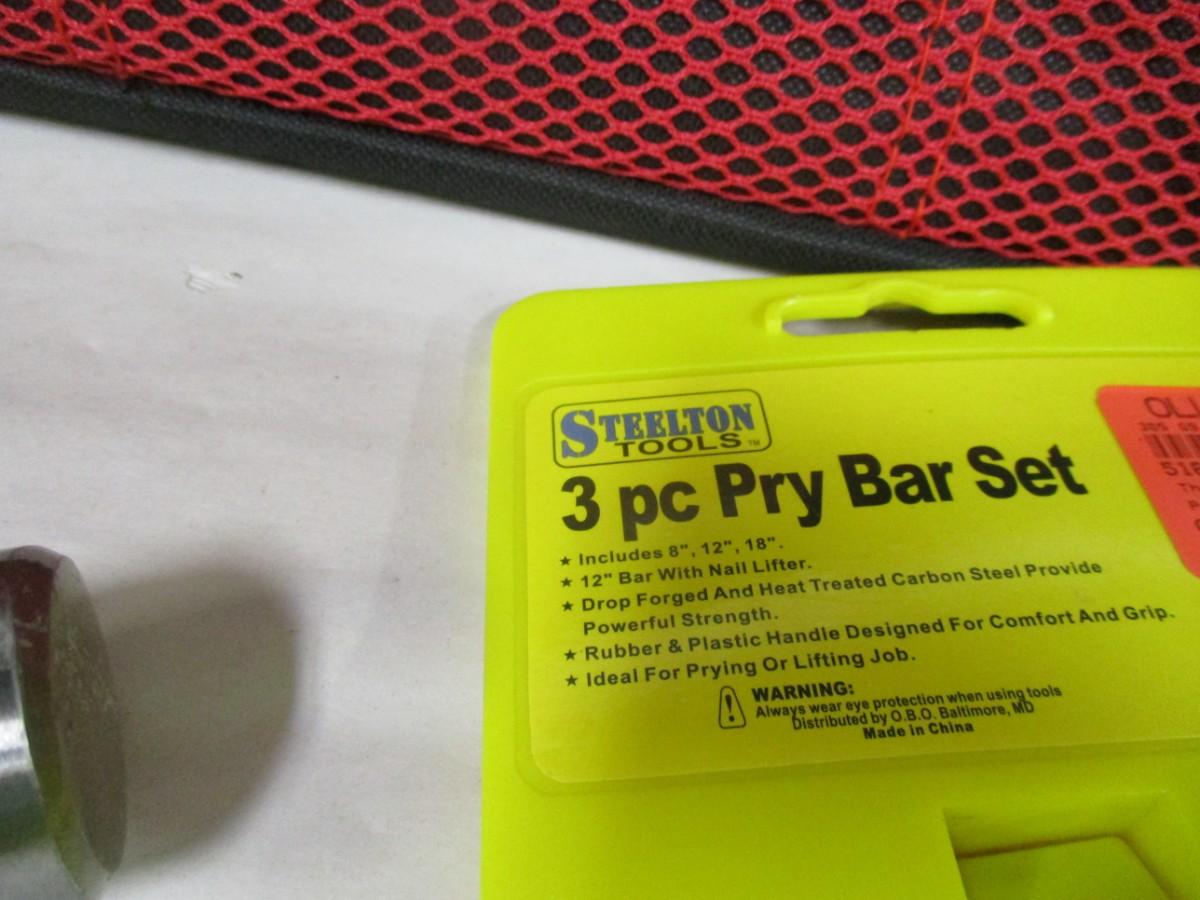 STEELTON
TOOLS™
3 pc Pry Bar Set
★ Includes 8", 12", 18".
★ 12" Bar With Nail Lifter.
★ Drop Forged And Heat Treated Carbon Steel Provide
Powerful Strength.
★ Rubber & Plastic Handle Designed For Comfort And Grip.
★ Ideal For Prying Or Lifting Job.
WARNING:
Always wear eye protection when using tools
Distributed by O.B.O. Baltimore, MD
Made in China